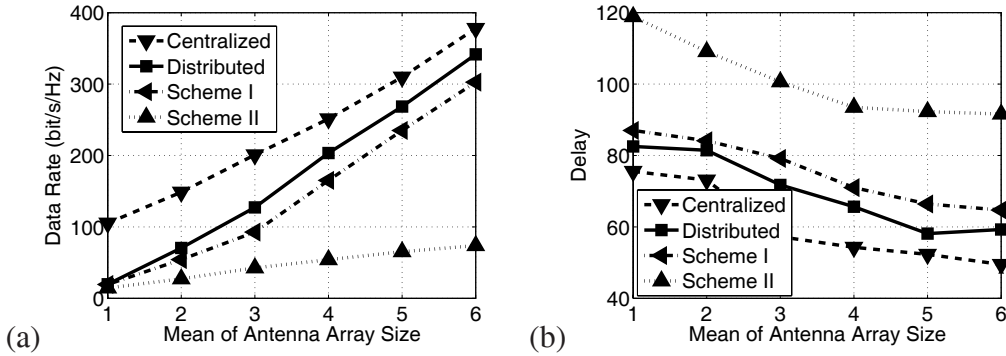 400
300
200
100
0
Data Rate (bit/s/Hz)
Centralized
Distributed
Scheme I
Scheme II
1 2 3 4 5 6
Mean of Antenna Array Size
(a)
120
100
80
60
40
Delay
Centralized
Distributed
Scheme I
Scheme II
1 2 3 4 5 6
Mean of Antenna Array Size
(b)